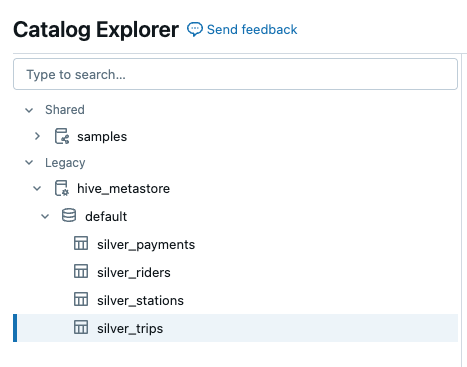 Catalog Explorer Send feedback
Type to search...
Shared
samples
Legacy
hive_metastore
default
silver_payments
silver_riders
silver_stations
silver_trips